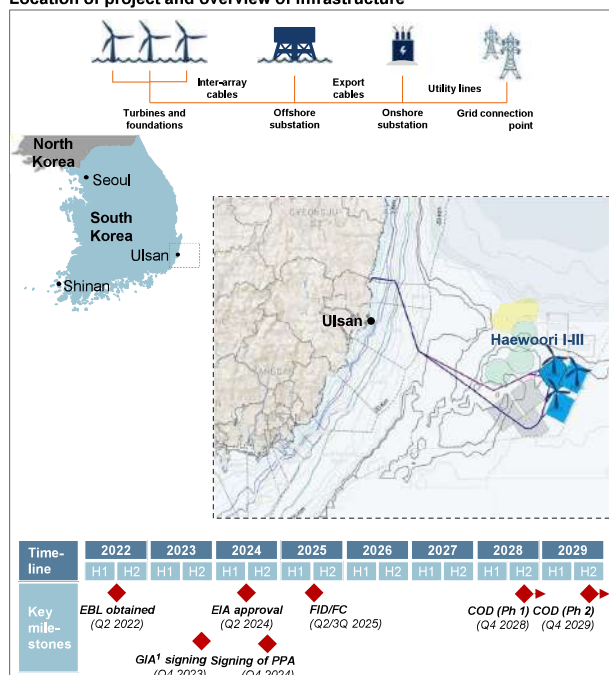 Location of project and overview of infrastructure
Inter-array cables
Export cables
Utility lines
Turbines and foundations
Offshore substation
Onshore substation
Grid connection point
North Korea
Seoul
South Korea
Ulsan
Shinan
Ulsan
Haewoori I-III
Time-line
2022 2023 2024 2025 2026 2027 2028 2029
H1 H2 H1 H2 H1 H2 H1 H2 H1 H2 H1 H2 H1 H2 H1 H2
Key mile-stones
EBL obtained (Q2 2022)
EIA approval (Q2 2024)
FID/FC (Q2/3Q 2025)
COD (Ph 1) (Q4 2028)
COD (Ph 2) (Q4 2029)
GIA¹ signing (Q4 2023)
Signing of PPA (Q4 2024)